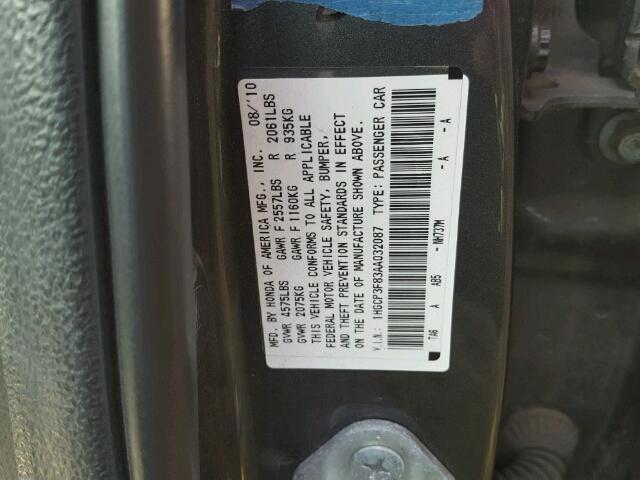 MFD. BY HONDA OF AMERICA MFG., INC. 08/'10
GVWR 4575LBS GAWR F 2557LBS R 2061LBS
GVWR 2075KG GAWR F 1160KG R 935KG
THIS VEHICLE CONFORMS TO ALL APPLICABLE
FEDERAL MOTOR VEHICLE SAFETY, BUMPER,
AND THEFT PREVENTION STANDARDS IN EFFECT
ON THE DATE OF MANUFACTURE SHOWN ABOVE.
V.I.N.: 1HGCP3F83AA032087 TYPE: PASSENGER CAR
TA6 A AB5 - NH737M - A - A